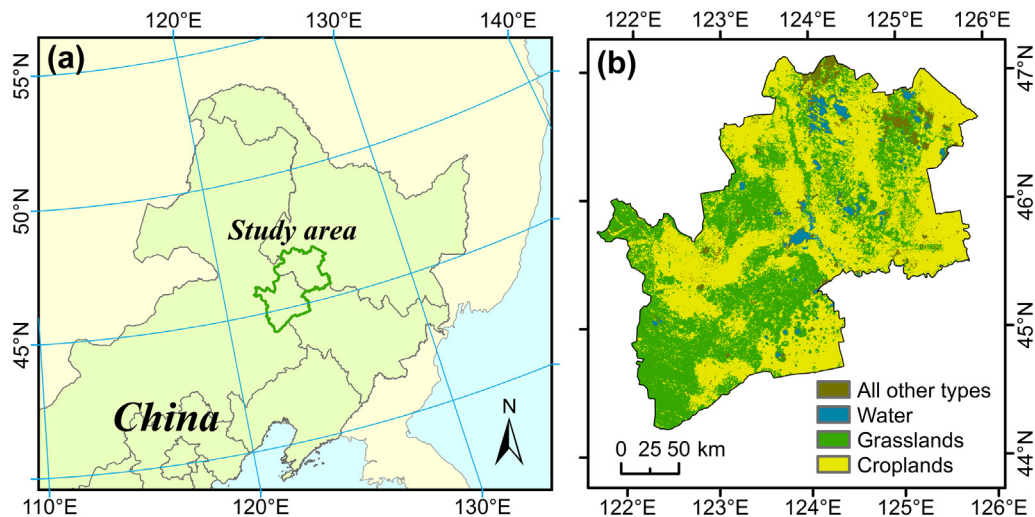 120°E 130°E 140°E
(a)
55°N
50°N
45°N
Study area
China
N
110°E 120°E 130°E
122°E 123°E 124°E 125°E 126°E
(b)
47°N
46°N
45°N
44°N
All other types
Water
Grasslands
Croplands
0 25 50 km
122°E 123°E 124°E 125°E 126°E